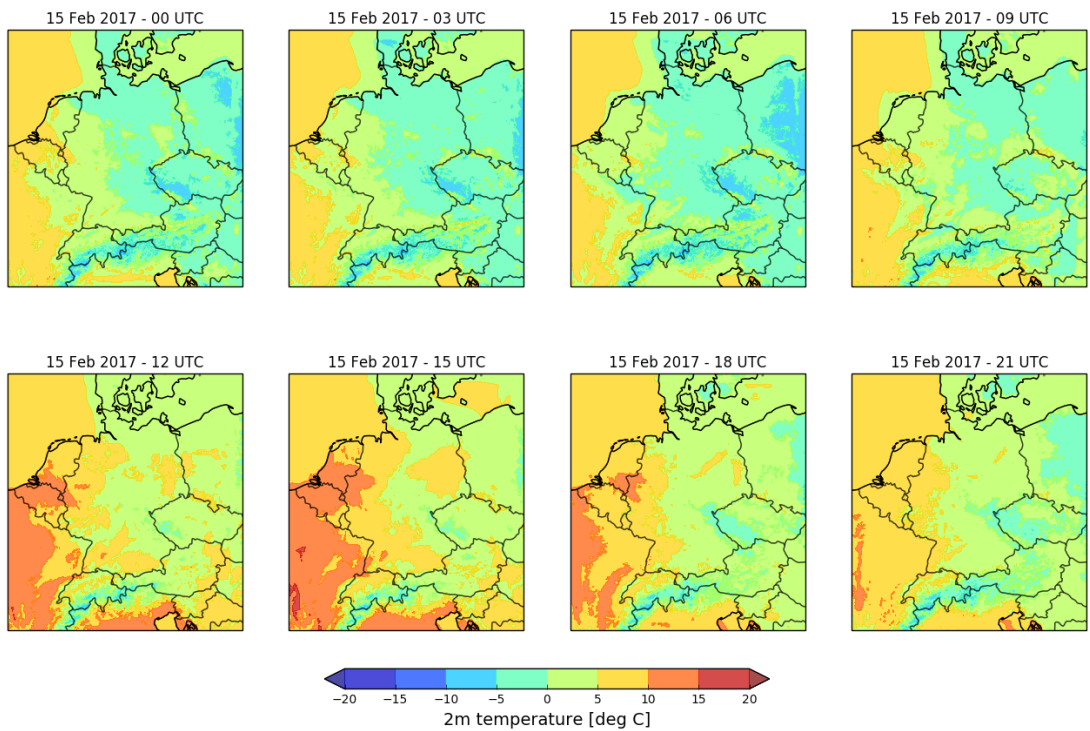 15 Feb 2017 - 00 UTC
15 Feb 2017 - 03 UTC
15 Feb 2017 - 06 UTC
15 Feb 2017 - 09 UTC
15 Feb 2017 - 12 UTC
15 Feb 2017 - 15 UTC
15 Feb 2017 - 18 UTC
15 Feb 2017 - 21 UTC
−20 −15 −10 −5 0 5 10 15 20
2m temperature [deg C]